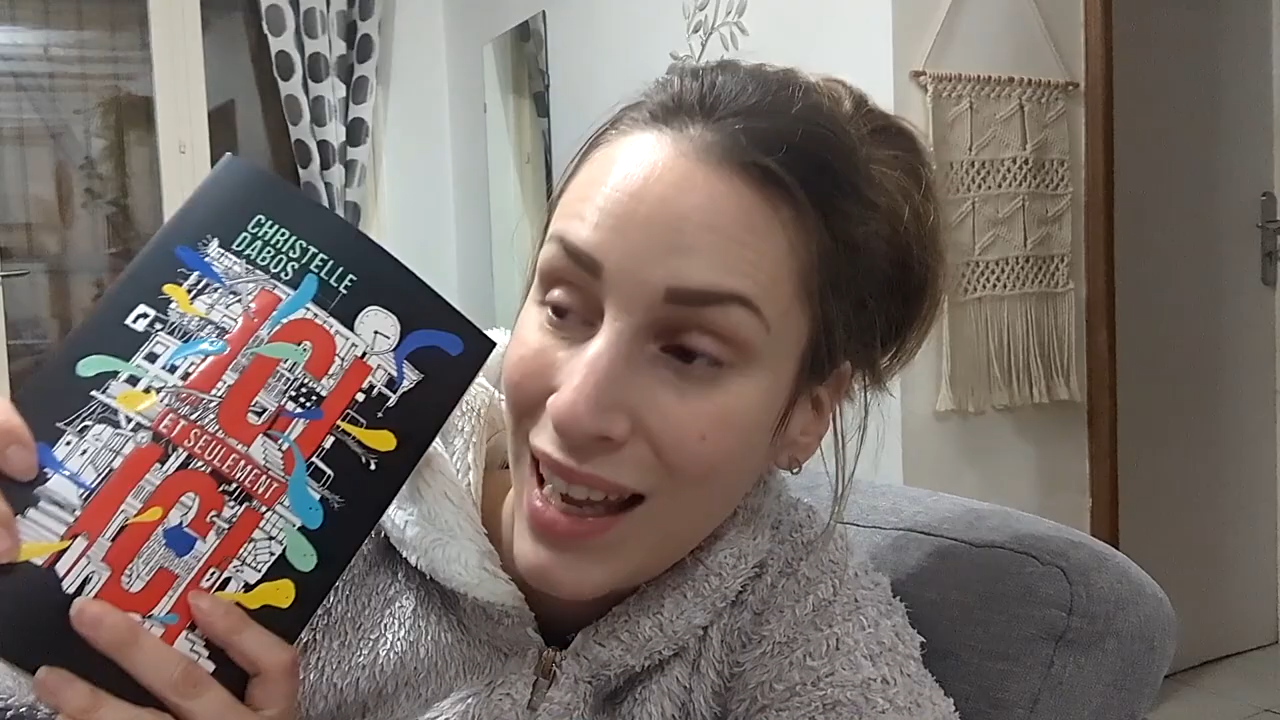 CHRISTELLE
DABOS
ICI
ET SEULEMENT
ICI